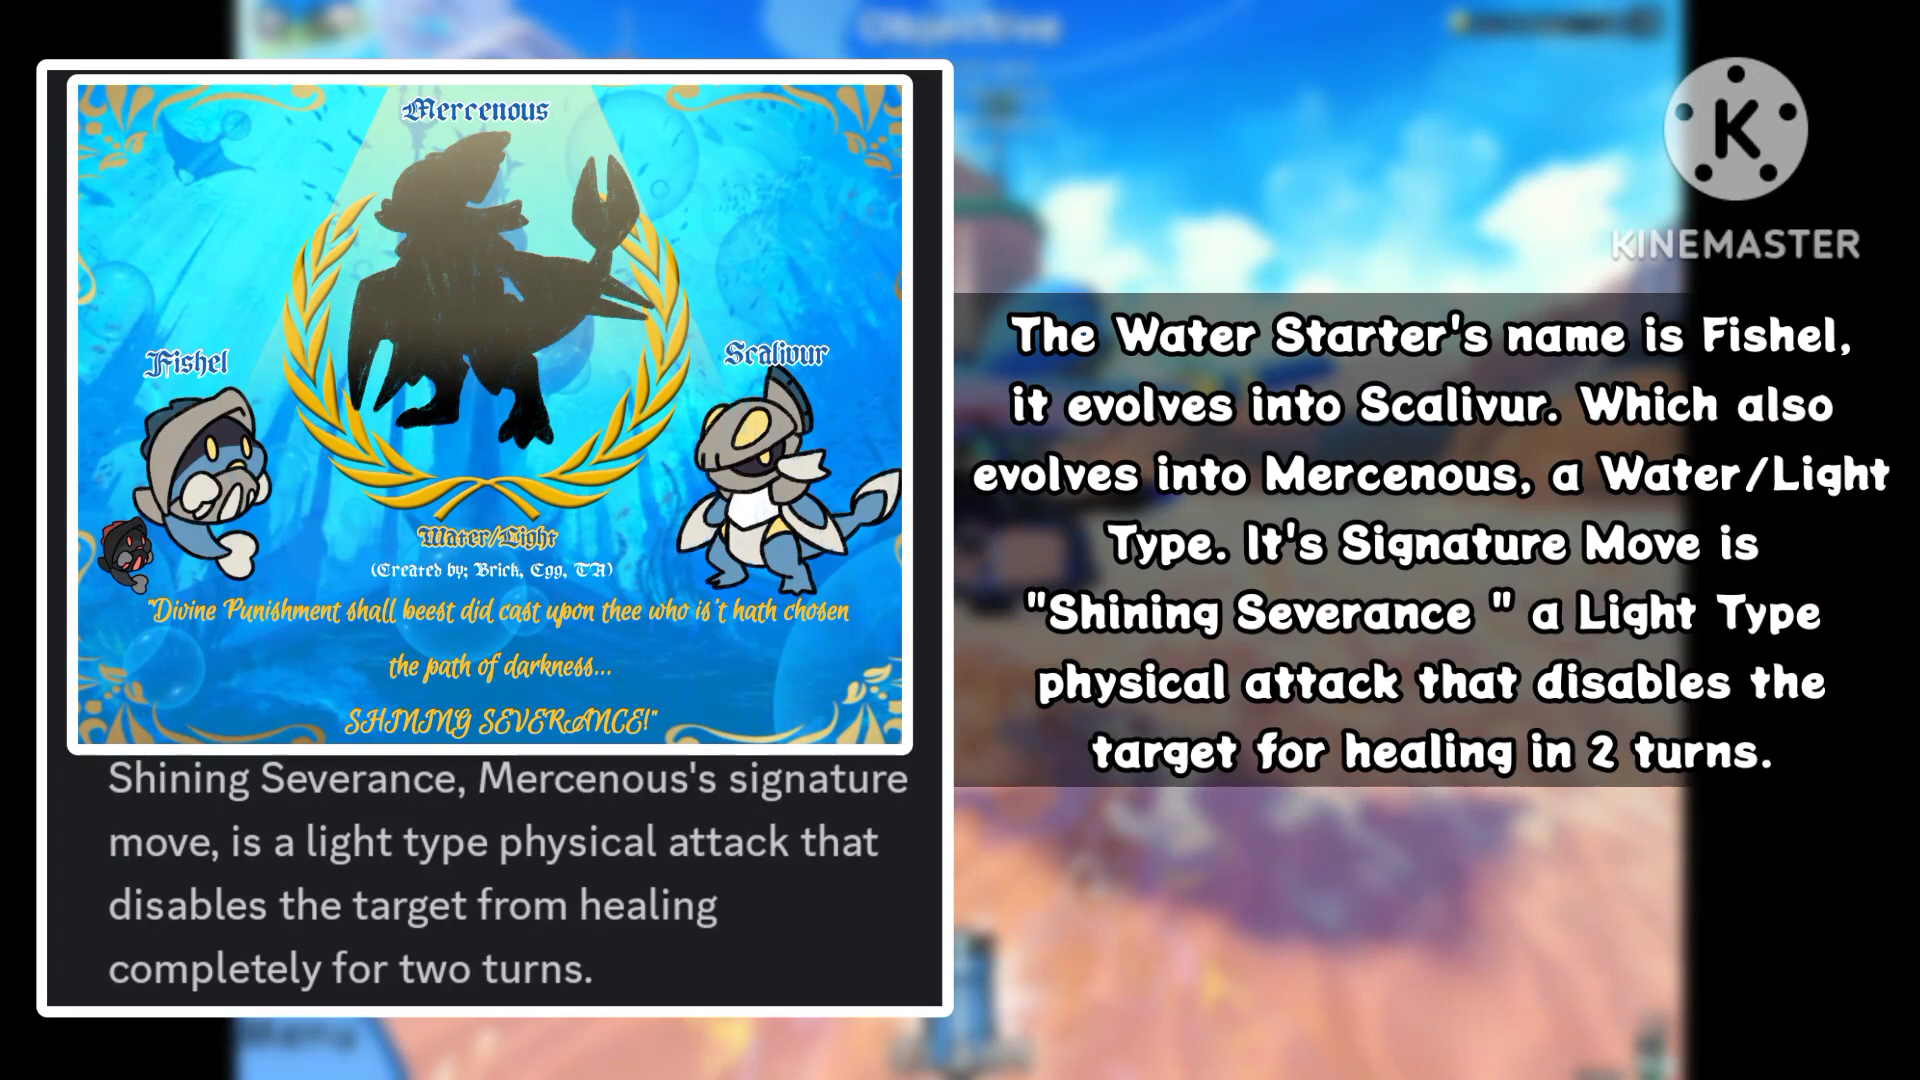 Objective
Mercenous
Fishel
Scalivur
Water/Light
(Created by; Brick, Egg, TA)
"Divine Punishment shall beest did cast upon thee who is't hath chosen
the path of darkness...
SHINING SEVERANCE!"
Shining Severance, Mercenous's signature
move, is a light type physical attack that
disables the target from healing
completely for two turns.
K
KINEMASTER
The Water Starter's name is Fishel,
it evolves into Scalivur. Which also
evolves into Mercenous, a Water/Light
Type. It's Signature Move is
"Shining Severance " a Light Type
physical attack that disables the
target for healing in 2 turns.
Menu